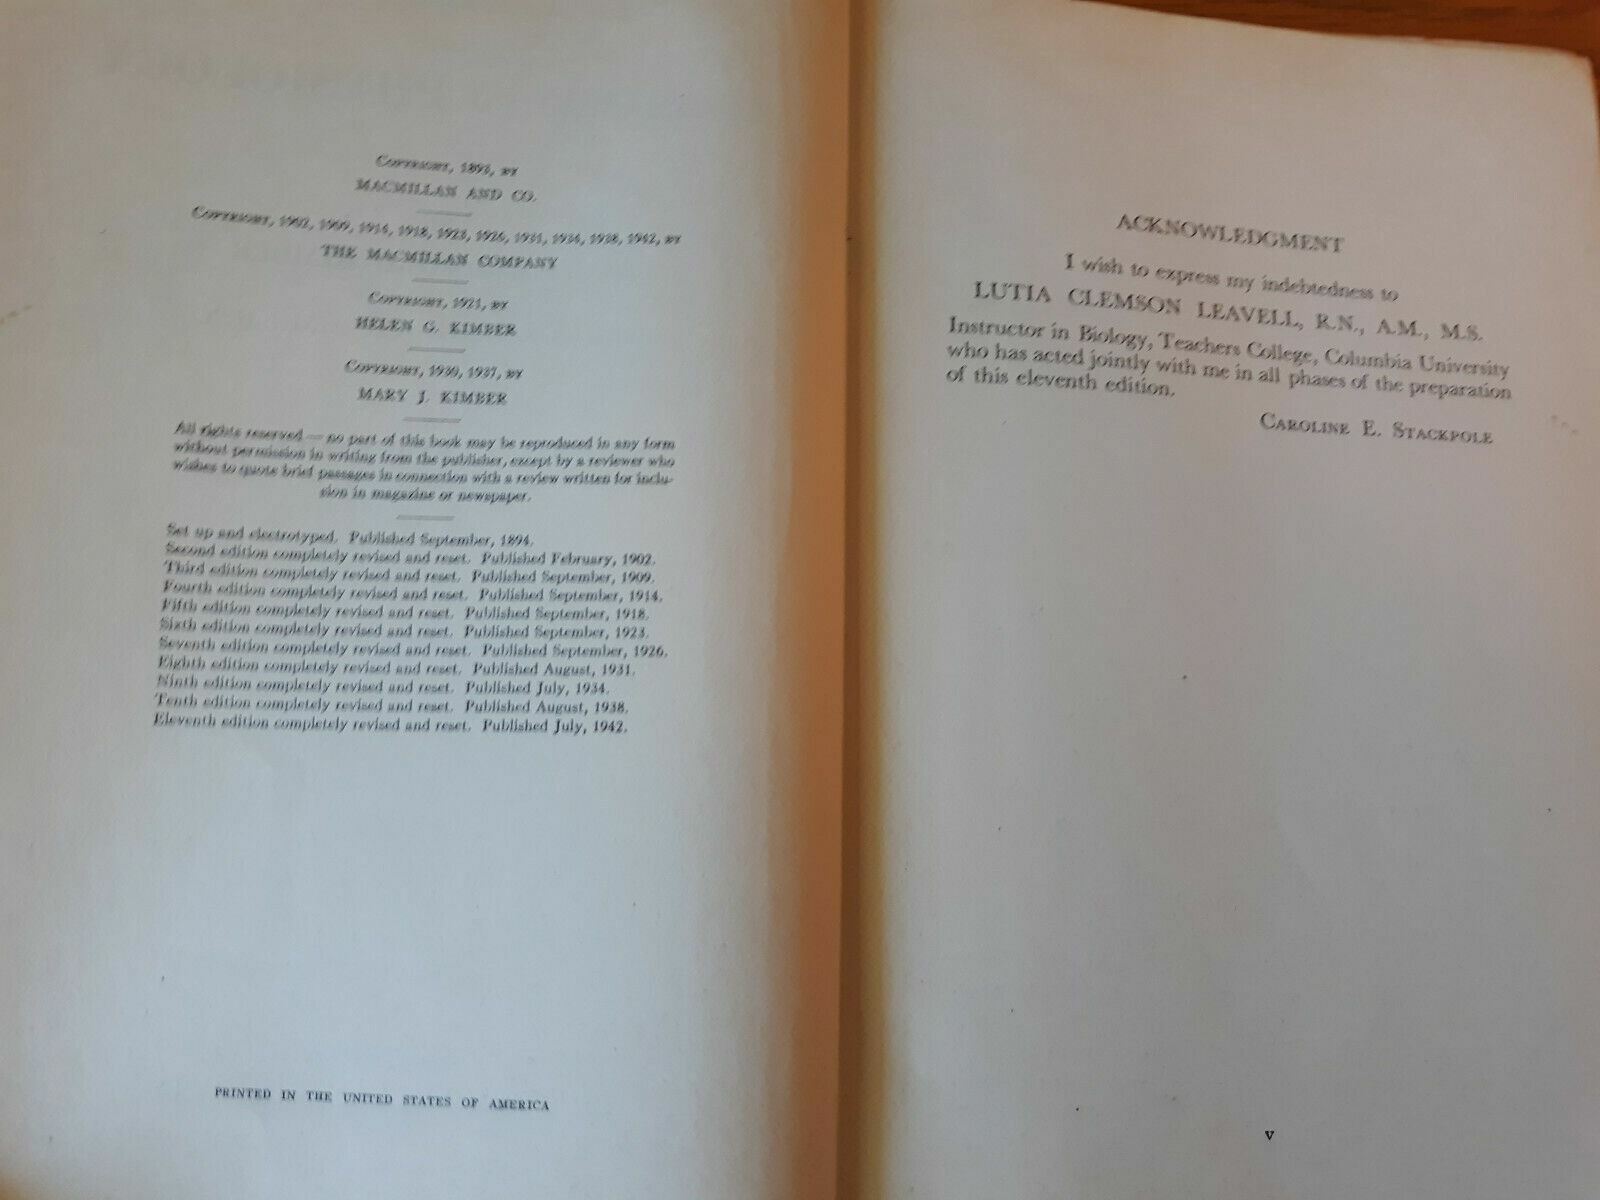 COPYRIGHT, 1893, BY
MACMILLAN AND CO.
COPYRIGHT, 1902, 1909, 1914, 1918, 1923, 1926, 1931, 1934, 1938, 1942, BY
THE MACMILLAN COMPANY
COPYRIGHT, 1921, BY
HELEN G. KIMBER
COPYRIGHT, 1930, 1937, BY
MARY J. KIMBER
All rights reserved — no part of this book may be reproduced in any form
without permission in writing from the publisher, except by a reviewer who
wishes to quote brief passages in connection with a review written for inclu-
sion in magazine or newspaper.
Set up and electrotyped. Published September, 1894.
Second edition completely revised and reset. Published February, 1902.
Third edition completely revised and reset. Published September, 1909.
Fourth edition completely revised and reset. Published September, 1914.
Fifth edition completely revised and reset. Published September, 1918.
Sixth edition completely revised and reset. Published September, 1923.
Seventh edition completely revised and reset. Published September, 1926.
Eighth edition completely revised and reset. Published August, 1931.
Ninth edition completely revised and reset. Published July, 1934.
Tenth edition completely revised and reset. Published August, 1938.
Eleventh edition completely revised and reset. Published July, 1942.
PRINTED IN THE UNITED STATES OF AMERICA
ACKNOWLEDGMENT
I wish to express my indebtedness to
LUTIA CLEMSON LEAVELL, R.N., A.M., M.S.
Instructor in Biology, Teachers College, Columbia University
who has acted jointly with me in all phases of the preparation
of this eleventh edition.
CAROLINE E. STACKPOLE
v